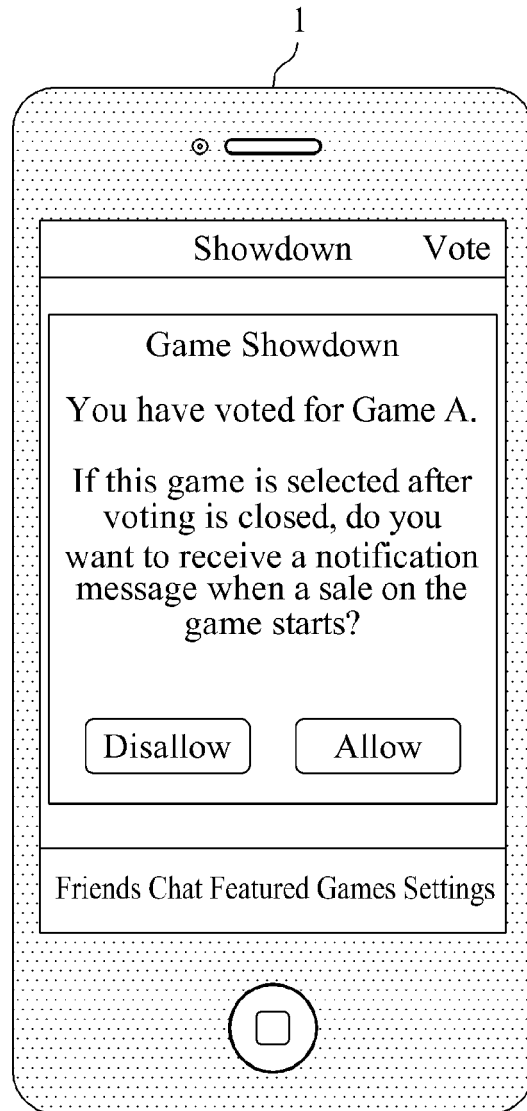 1
Showdown Vote
Game Showdown
You have voted for Game A.
If this game is selected after
voting is closed, do you
want to receive a notification
message when a sale on the
game starts?
Disallow Allow
Friends Chat Featured Games Settings